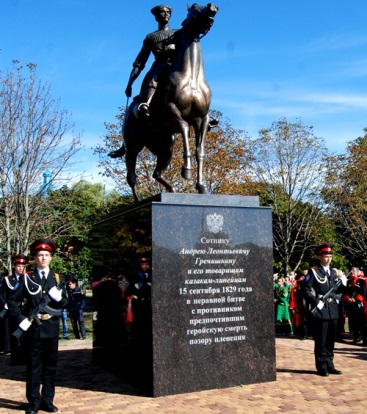 Сотнику
Андрею Леонтьевичу
Гречишкину
и его товарищам
казакам-линейцам
15 сентября 1829 года
в неравной битве
с противником
предпочтившим
геройскую смерть
позору пленения